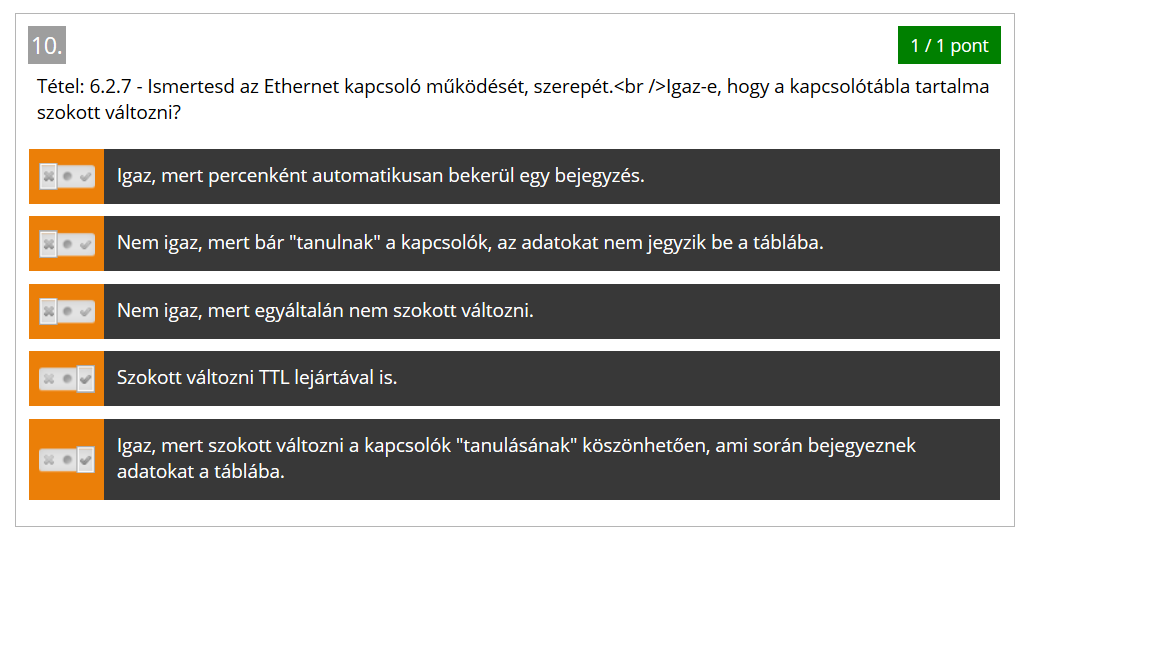 10.
1 / 1 pont
Tétel: 6.2.7 - Ismertesd az Ethernet kapcsoló működését, szerepét.<br />Igaz-e, hogy a kapcsolótábla tartalma
szokott változni?
Igaz, mert percenként automatikusan bekerül egy bejegyzés.
Nem igaz, mert bár "tanulnak" a kapcsolók, az adatokat nem jegyzik be a táblába.
Nem igaz, mert egyáltalán nem szokott változni.
Szokott változni TTL lejártával is.
Igaz, mert szokott változni a kapcsolók "tanulásának" köszönhetően, ami során bejegyeznek
adatokat a táblába.